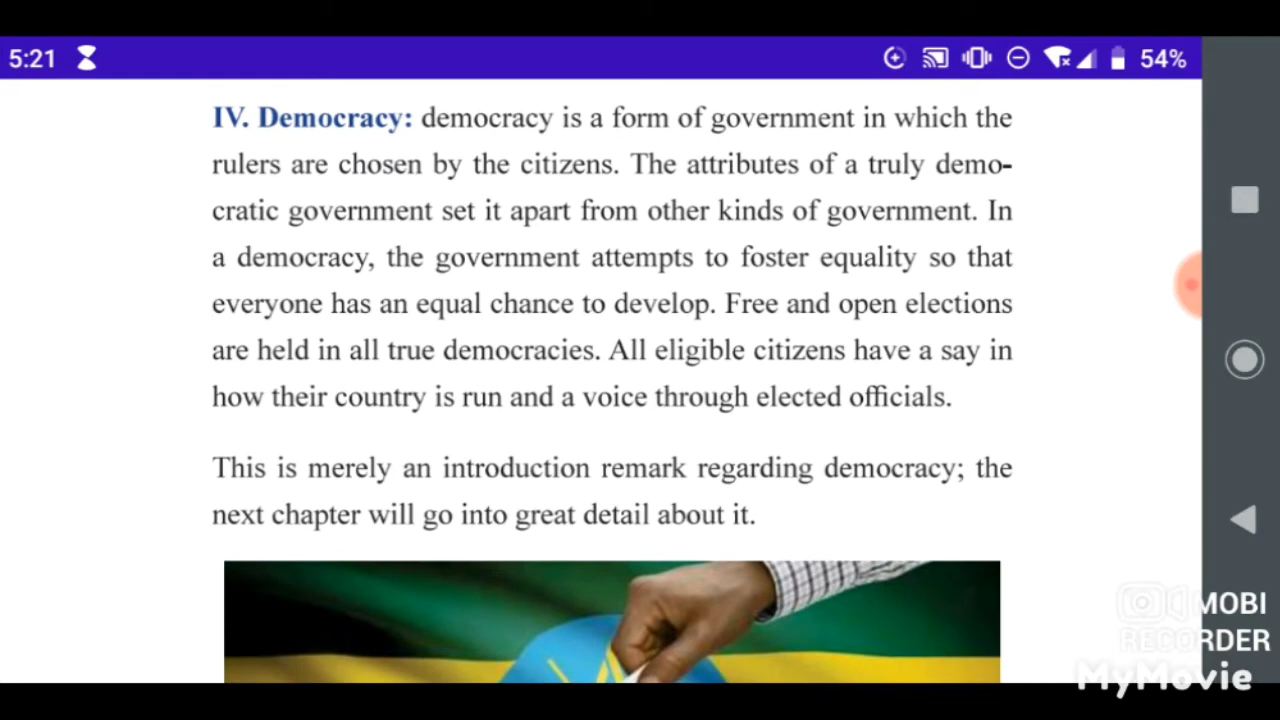 5:21
54%
IV. Democracy: democracy is a form of government in which the
rulers are chosen by the citizens. The attributes of a truly demo-
cratic government set it apart from other kinds of government. In
a democracy, the government attempts to foster equality so that
everyone has an equal chance to develop. Free and open elections
are held in all true democracies. All eligible citizens have a say in
how their country is run and a voice through elected officials.
This is merely an introduction remark regarding democracy; the
next chapter will go into great detail about it.
MOBI
RECORDER
MyMovie